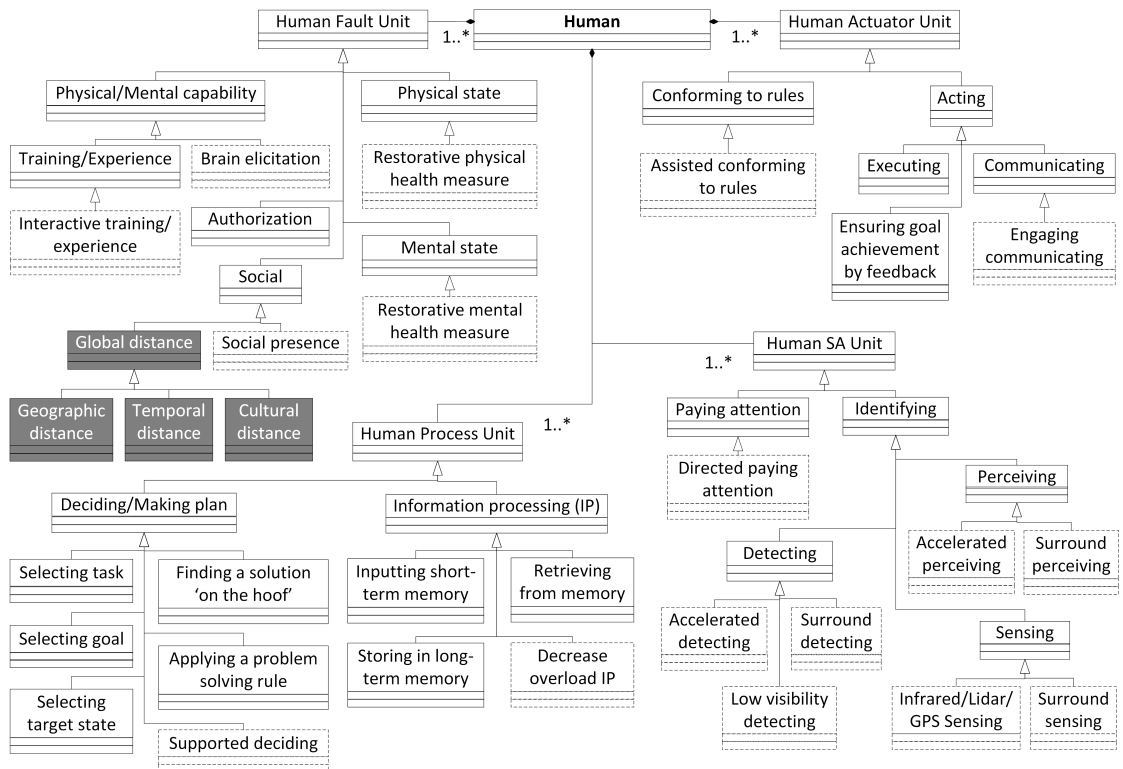 Human Fault Unit
1..*
Human
1..*
Human Actuator Unit
Physical/Mental capability
Physical state
Conforming to rules
Acting
Training/Experience
Brain elicitation
Restorative physical
health measure
Assisted conforming
to rules
Executing
Communicating
Interactive training/
experience
Authorization
Mental state
Ensuring goal
achievement
by feedback
Engaging
communicating
Social
Restorative mental
health measure
Global distance
Social presence
1..*
Human SA Unit
Geographic
distance
Temporal
distance
Cultural
distance
1..*
Human Process Unit
Paying attention
Identifying
Directed paying
attention
Perceiving
Deciding/Making plan
Information processing (IP)
Accelerated
perceiving
Surround
perceiving
Detecting
Selecting task
Finding a solution
‘on the hoof’
Inputting short-
term memory
Retrieving
from memory
Accelerated
detecting
Surround
detecting
Sensing
Selecting goal
Applying a problem
solving rule
Storing in long-
term memory
Decrease
overload IP
Selecting
target state
Supported deciding
Low visibility
detecting
Infrared/Lidar/
GPS Sensing
Surround
sensing